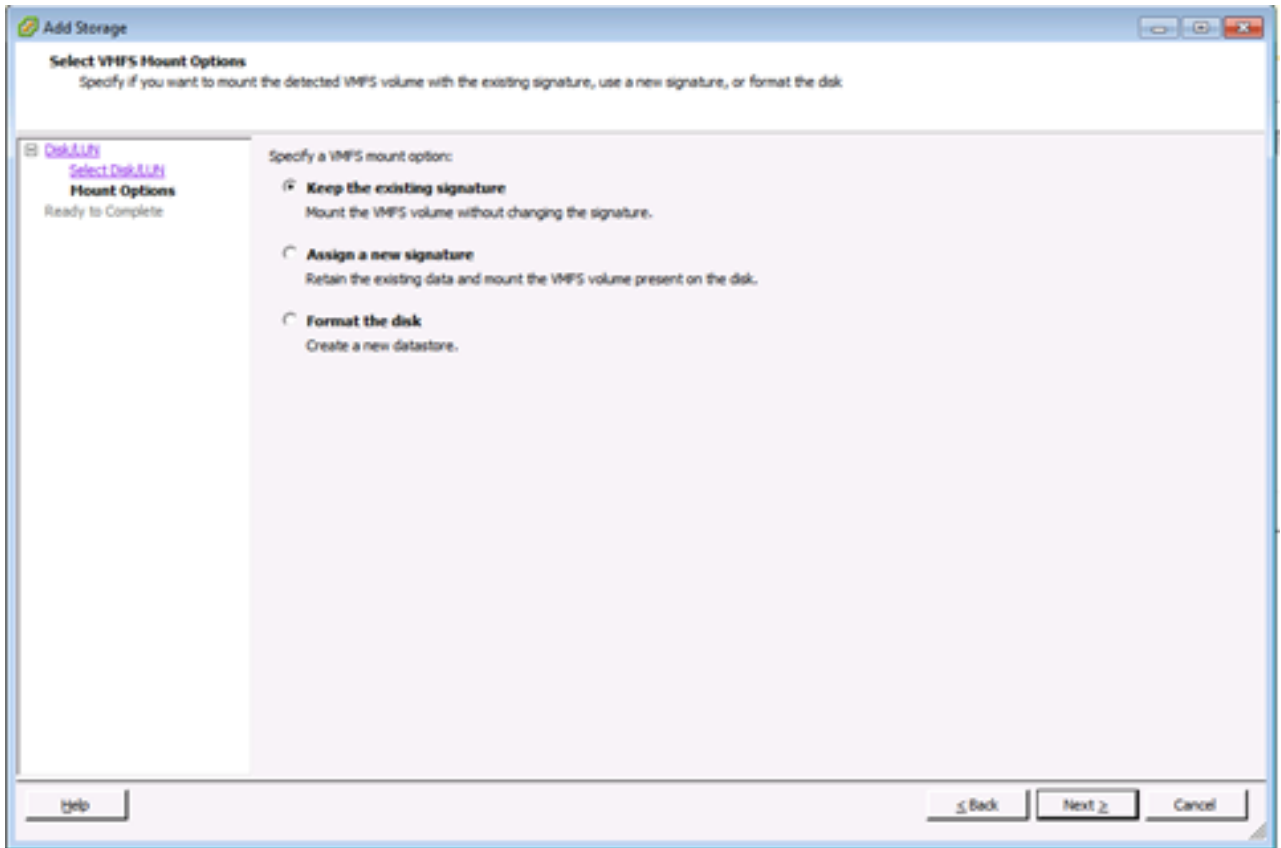 Add Storage
Select VMFS Mount Options
Specify if you want to mount the detected VMFS volume with the existing signature, use a new signature, or format the disk
Disk/LUN
Select Disk/LUN
Mount Options
Ready to Complete
Specify a VMFS mount option:
Keep the existing signature
Mount the VMFS volume without changing the signature.
Assign a new signature
Retain the existing data and mount the VMFS volume present on the disk.
Format the disk
Create a new datastore.
Help
≤ Back
Next ≥
Cancel